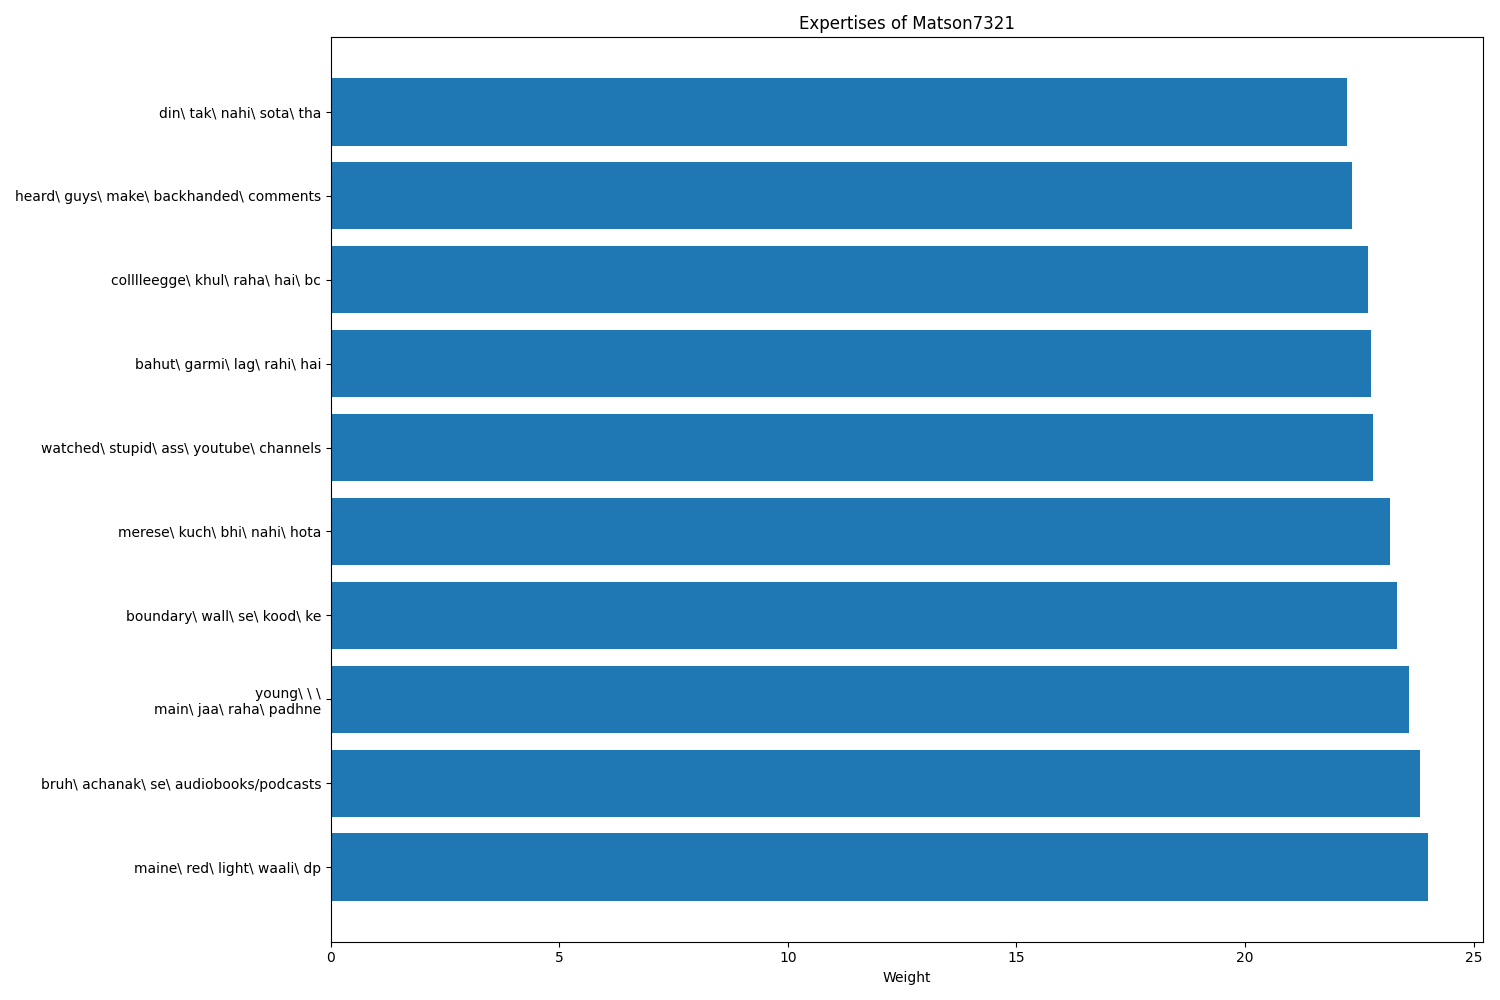 Expertises of Matson7321
din\ tak\ nahi\ sota\ tha
heard\ guys\ make\ backhanded\ comments
colllleegge\ khul\ raha\ hai\ bc
bahut\ garmi\ lag\ rahi\ hai
watched\ stupid\ ass\ youtube\ channels
merese\ kuch\ bhi\ nahi\ hota
boundary\ wall\ se\ kood\ ke
young\ \ \
main\ jaa\ raha\ padhne
bruh\ achanak\ se\ audiobooks/podcasts
maine\ red\ light\ waali\ dp
0 5 10 15 20 25
Weight